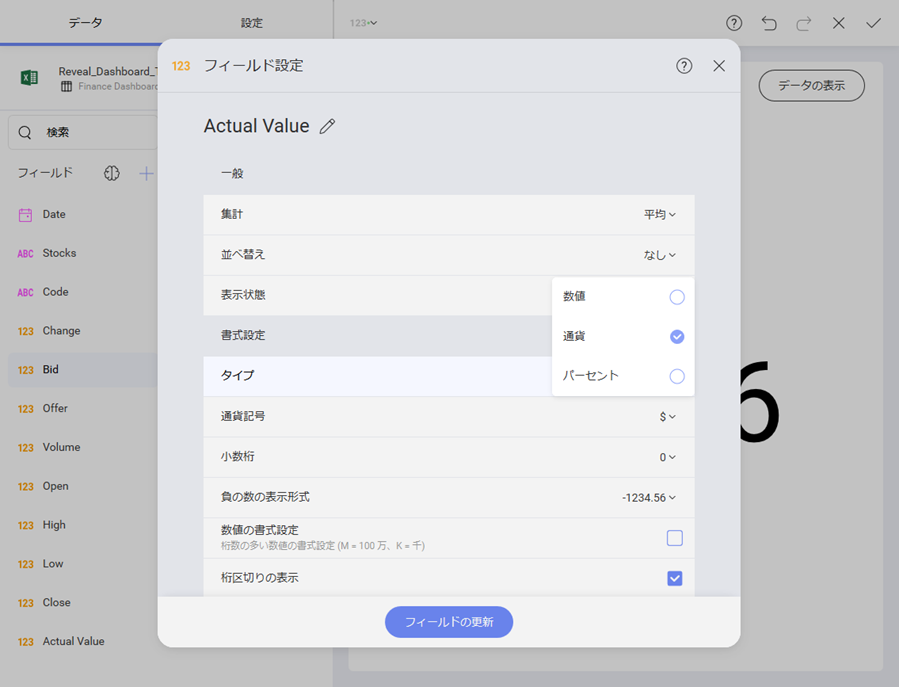 データ
設定
123
Reveal_Dashboard_T
Finance Dashboard
データの表示
検索
フィールド
Date
ABC Stocks
ABC Code
123 Change
123 Bid
123 Offer
123 Volume
123 Open
123 High
123 Low
123 Close
123 Actual Value
123 フィールド設定
Actual Value
一般
集計 平均
並べ替え なし
表示状態
数値
通貨
パーセント
書式設定
タイプ
通貨記号 $
小数桁 0
負の数の表示形式 -1234.56
数値の書式設定
桁数の多い数値の書式設定 (M = 100 万、K = 千)
桁区切りの表示
フィールドの更新
6